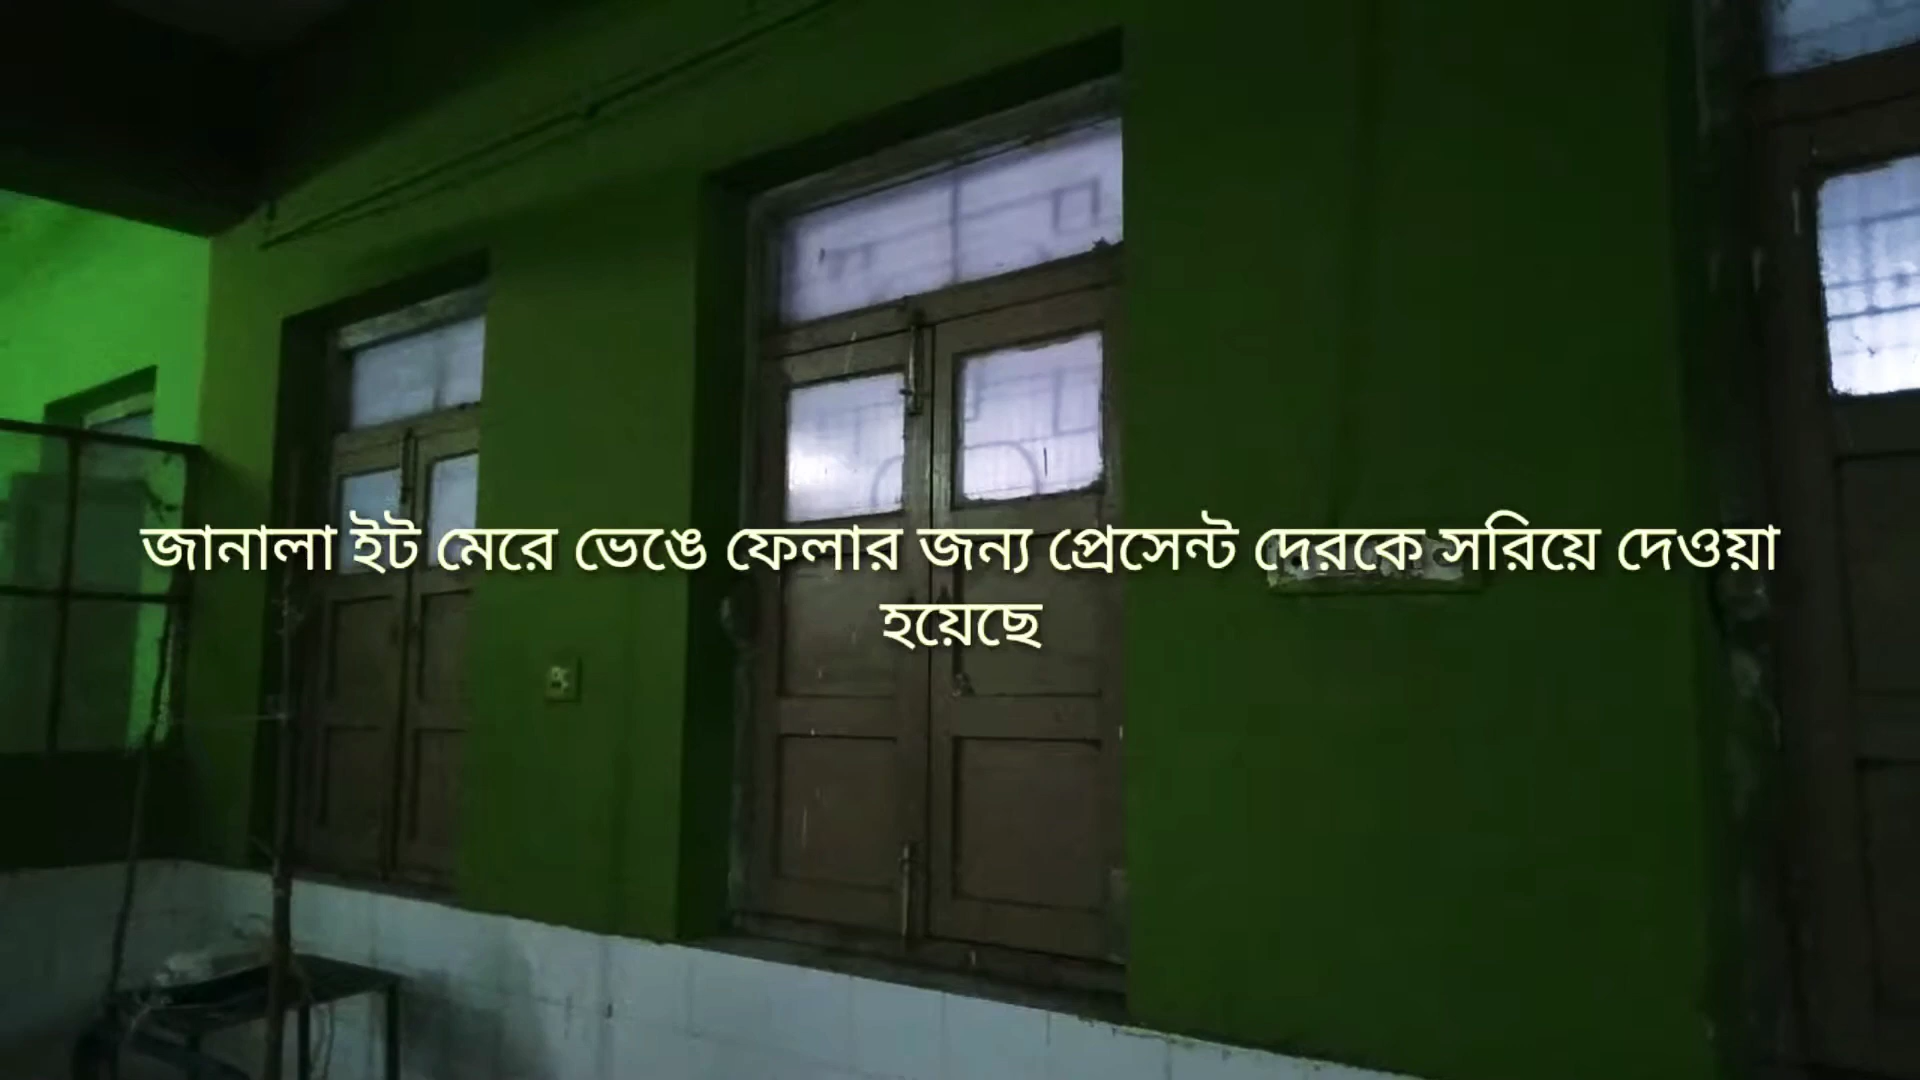 জানালা ইট মেরে ভেঙে ফেলার জন্য প্রেসেন্ট দেরকে সরিয়ে দেওয়া
হয়েছে